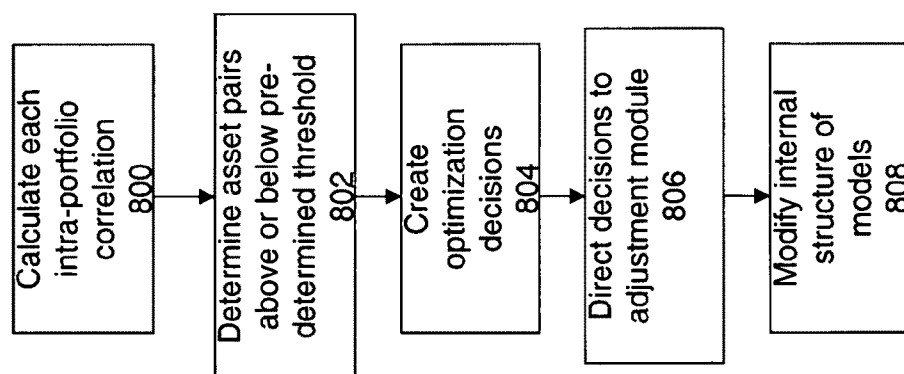 Calculate each
intra-portfolio
correlation
800
Determine asset pairs
above or below pre-
determined threshold
802
Create
optimization
decisions
804
Direct decisions to
adjustment module
806
Modify internal
structure of
models
808